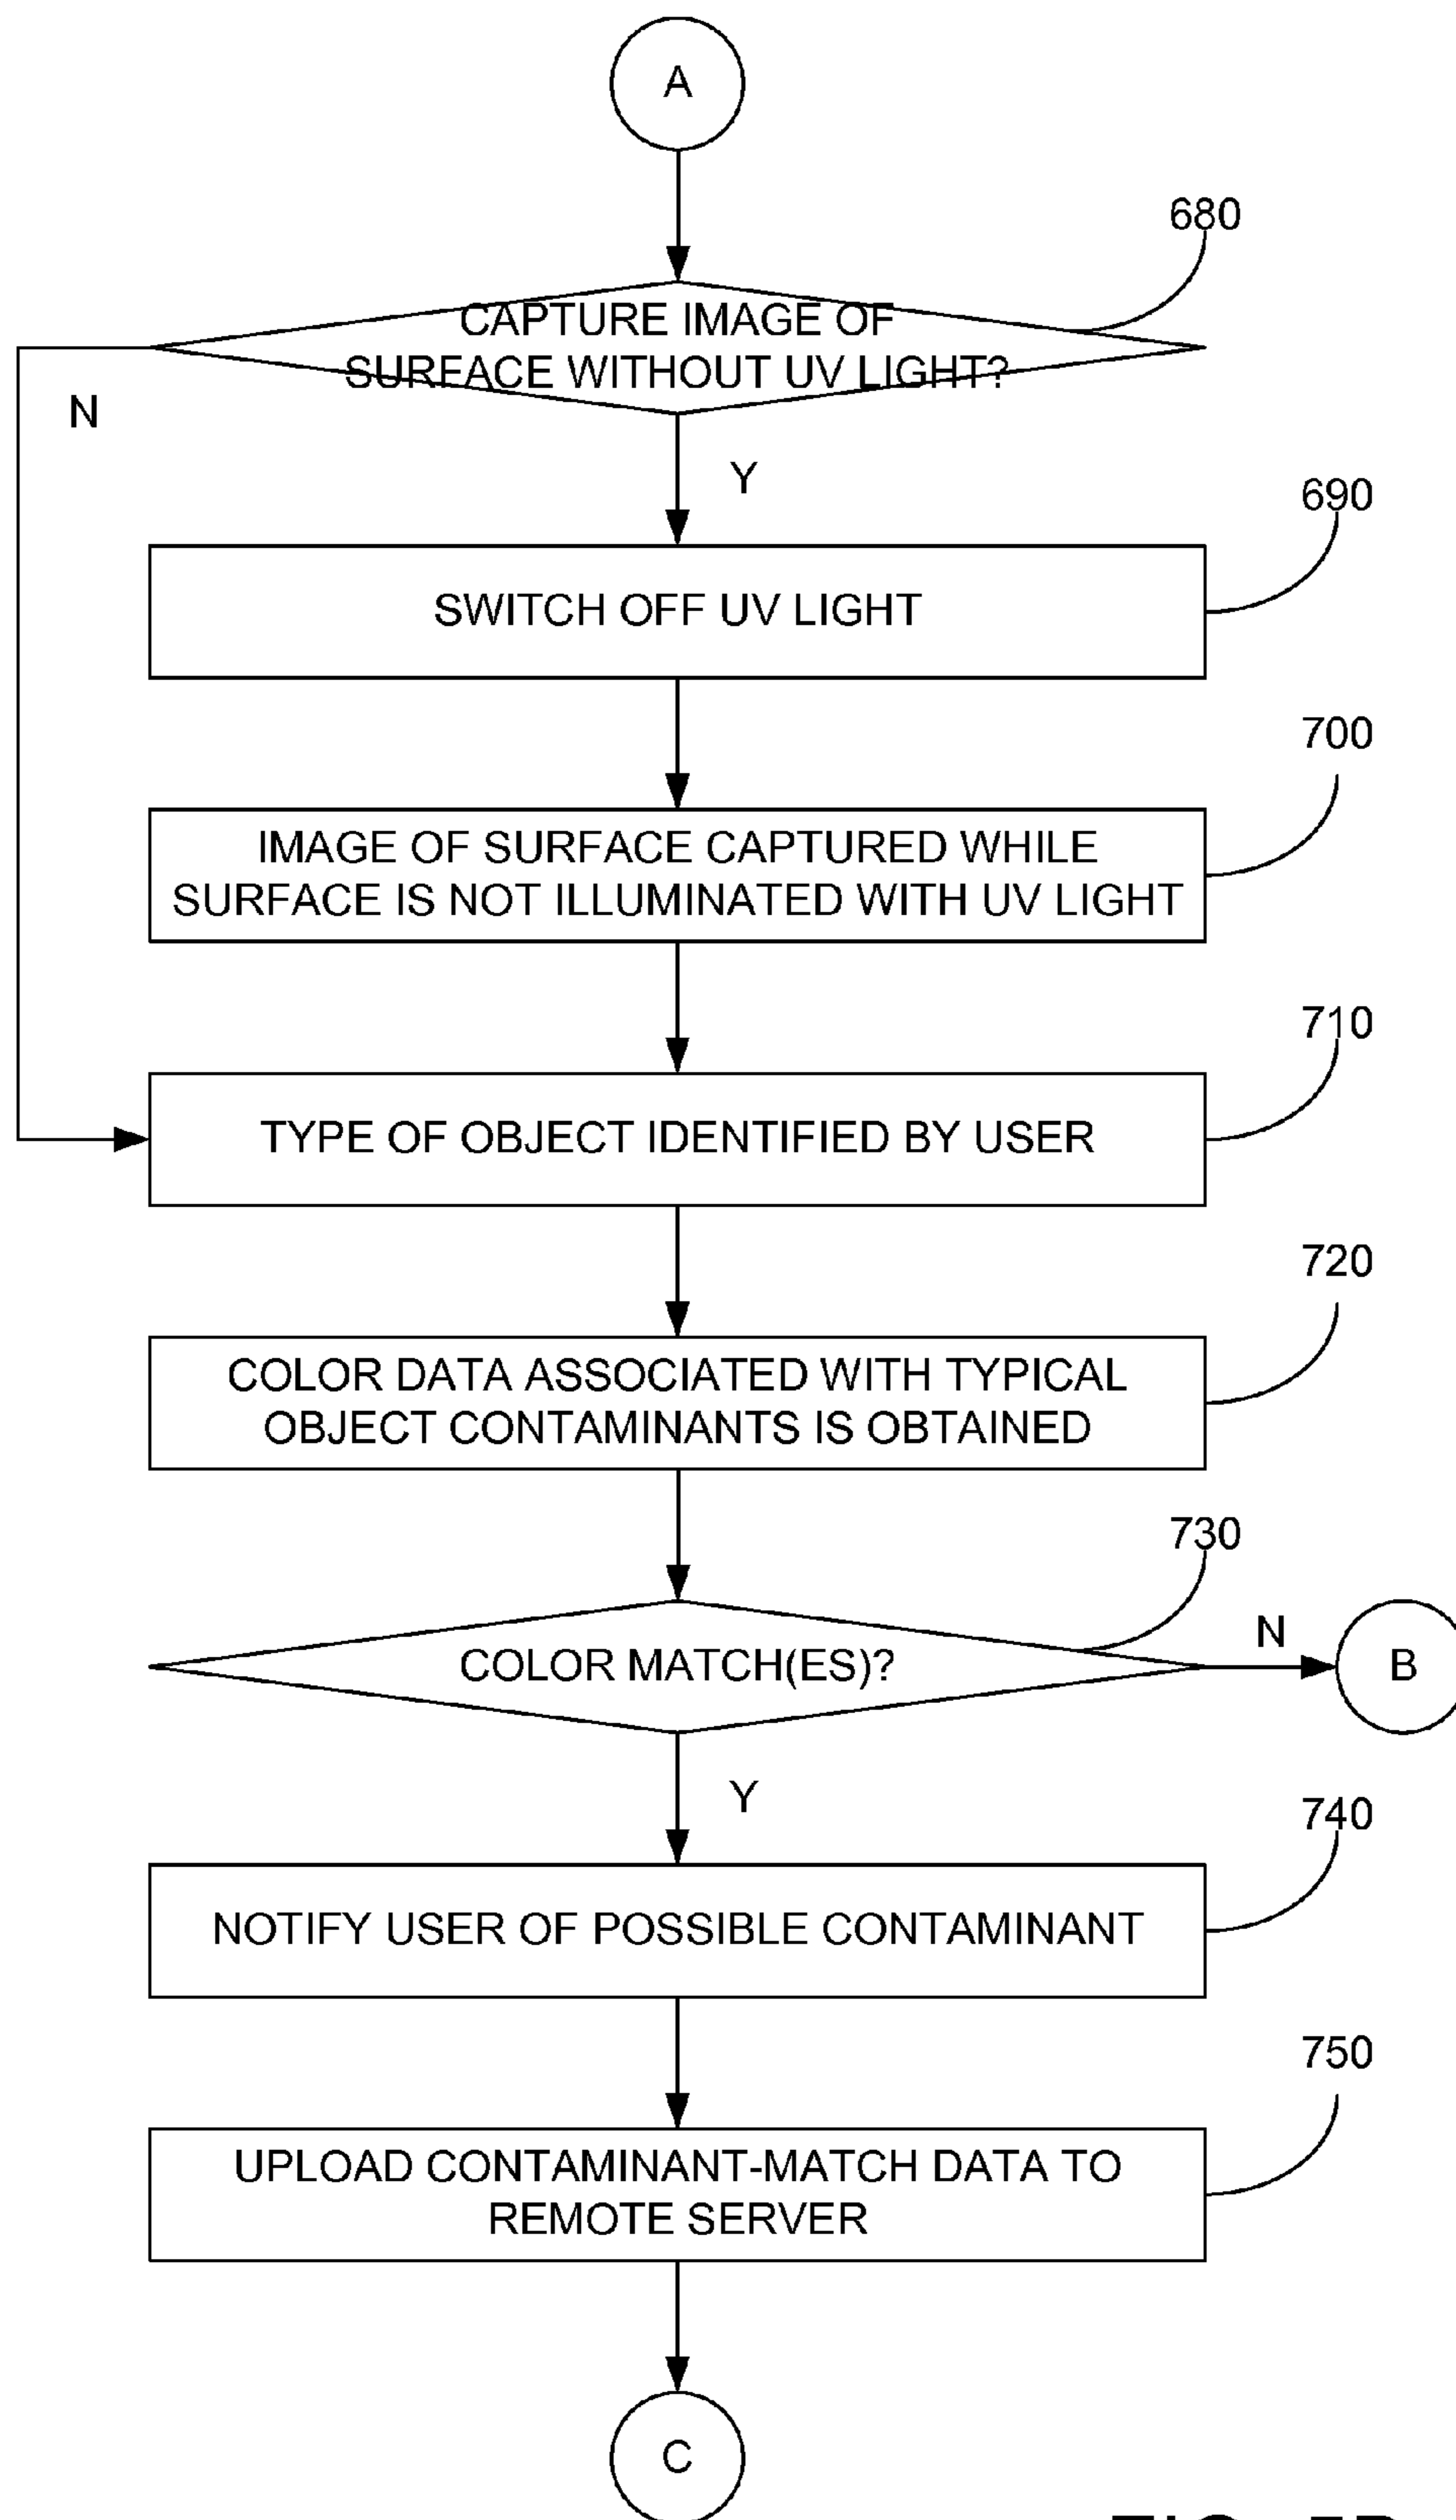 A
680
CAPTURE IMAGE OF
SURFACE WITHOUT UV LIGHT?
N
Y
690
SWITCH OFF UV LIGHT
700
IMAGE OF SURFACE CAPTURED WHILE
SURFACE IS NOT ILLUMINATED WITH UV LIGHT
710
TYPE OF OBJECT IDENTIFIED BY USER
720
COLOR DATA ASSOCIATED WITH TYPICAL
OBJECT CONTAMINANTS IS OBTAINED
730
COLOR MATCH(ES)?
N
B
Y
740
NOTIFY USER OF POSSIBLE CONTAMINANT
750
UPLOAD CONTAMINANT-MATCH DATA TO
REMOTE SERVER
C